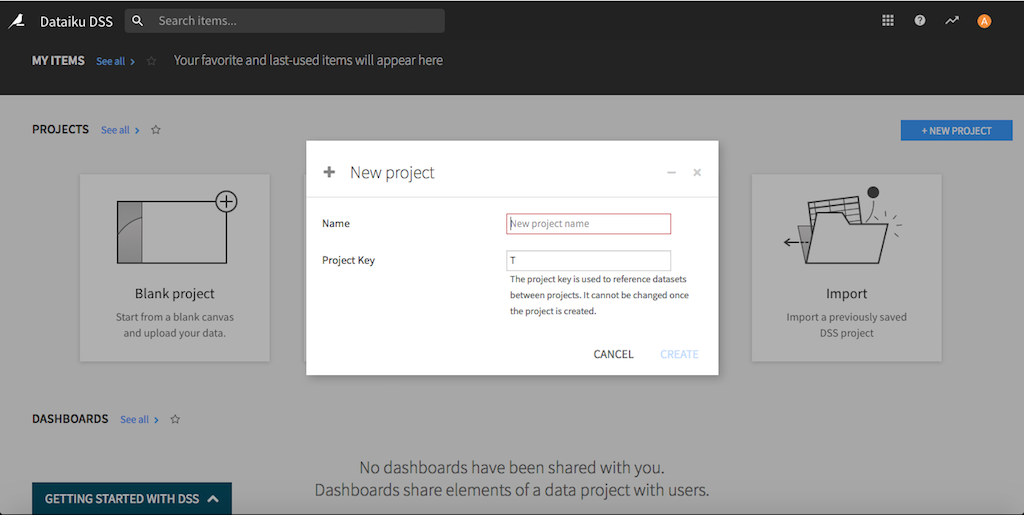 Dataiku DSS
Search items...
A
MY ITEMS See all > Your favorite and last-used items will appear here
PROJECTS See all >
+ NEW PROJECT
New project
Name
New project name
Project Key
T
The project key is used to reference datasets
between projects. It cannot be changed once
the project is created.
CANCEL CREATE
Blank project
Start from a blank canvas
and upload your data.
Import
Import a previously saved
DSS project
DASHBOARDS See all >
No dashboards have been shared with you.
Dashboards share elements of a data project with users.
GETTING STARTED WITH DSS